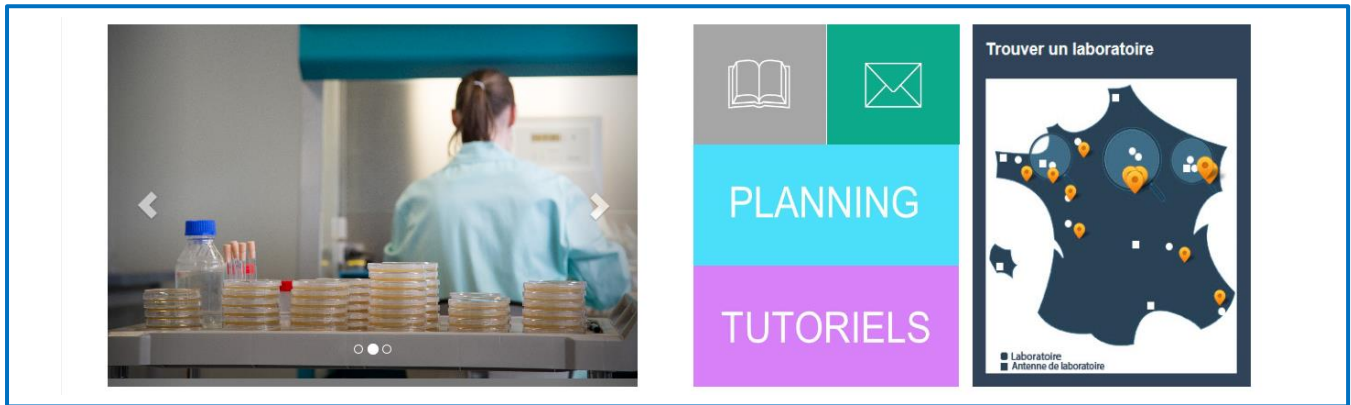 Trouver un laboratoire
PLANNING
TUTORIELS
Laboratoire
Antenne de laboratoire